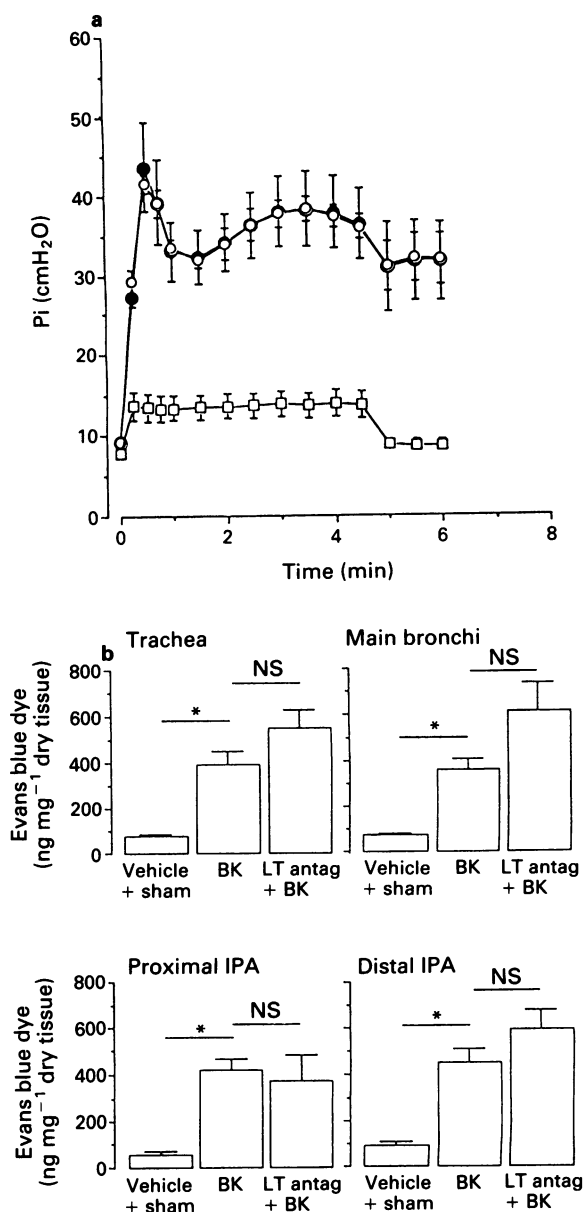 a
60
50
40
30
20
10
0
Pi (cmH2O)
0 2 4 6 8
Time (min)
b
Trachea
Main bronchi
800
600
400
200
0
Evans blue dye
(ng mg⁻¹ dry tissue)
*
NS
*
NS
Vehicle
+ sham
BK
LT antag
+ BK
Vehicle
+ sham
BK
LT antag
+ BK
Proximal IPA
Distal IPA
800
600
400
200
0
Evans blue dye
(ng mg⁻¹ dry tissue)
*
NS
*
NS
Vehicle
+ sham
BK
LT antag
+ BK
Vehicle
+ sham
BK
LT antag
+ BK